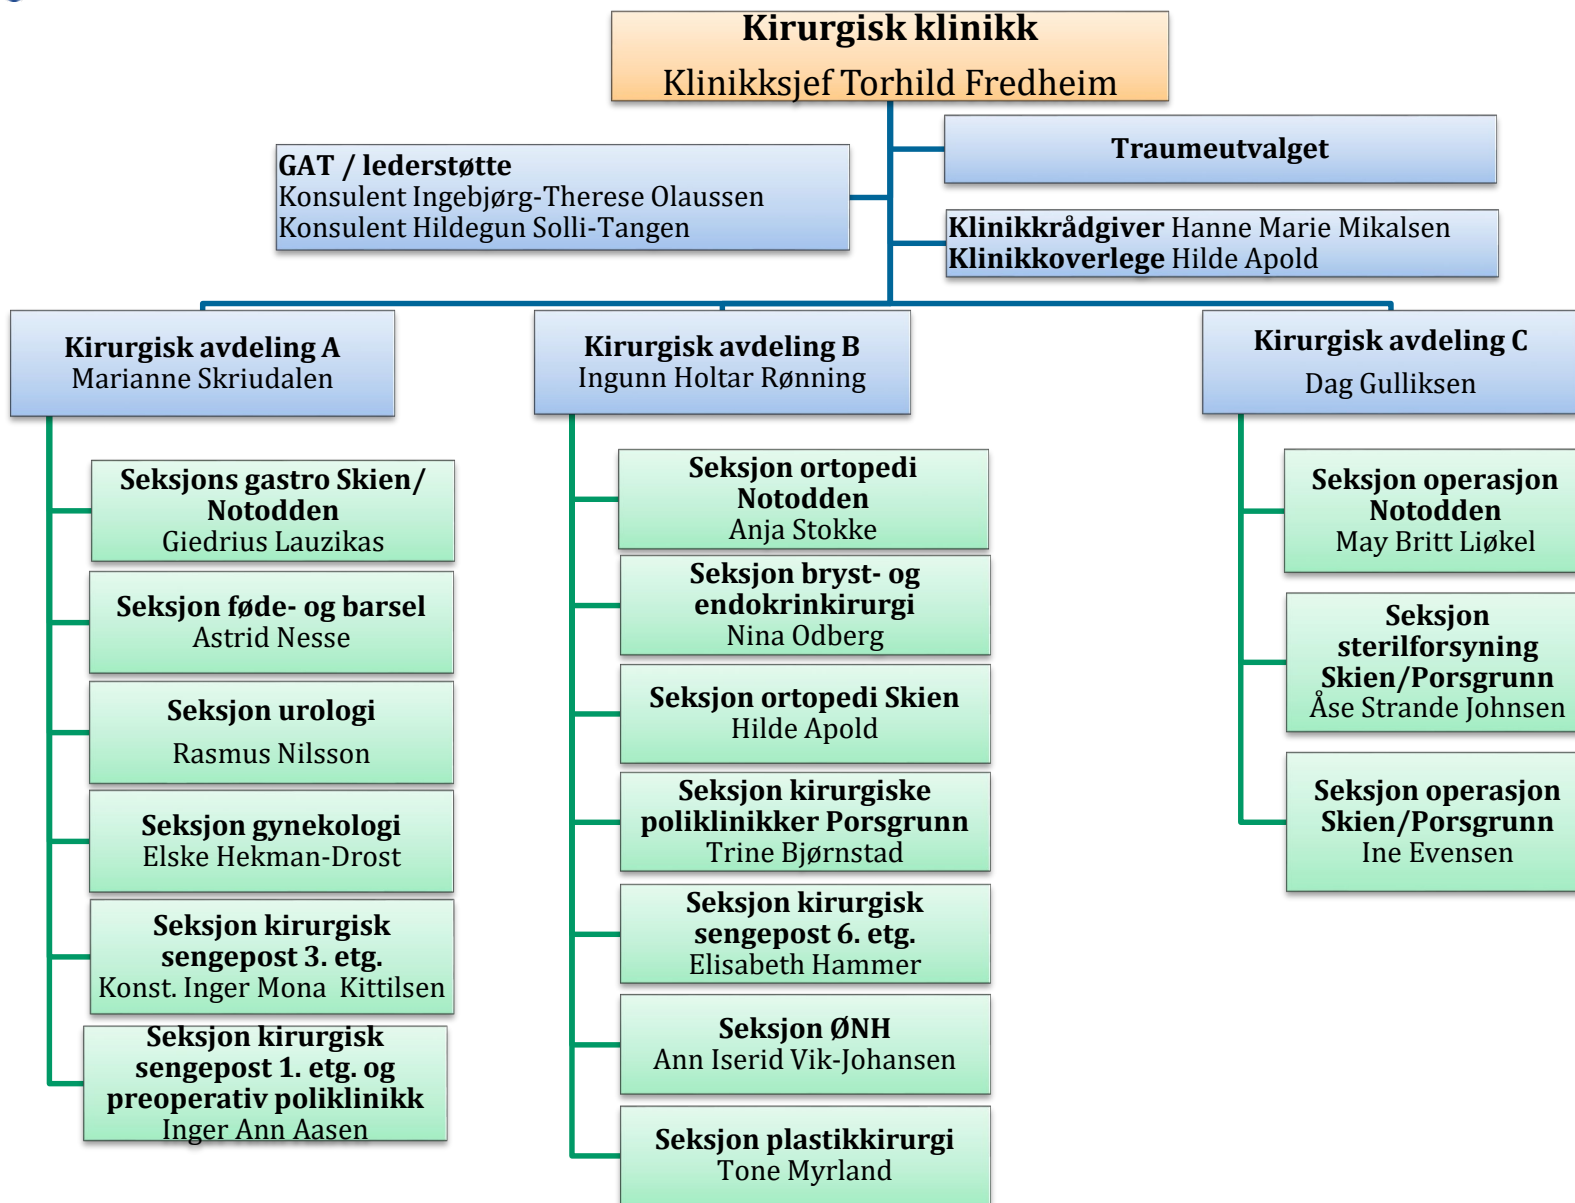 Kirurgisk klinikk
Klinikksjef Torhild Fredheim
Traumeutvalget
GAT / lederstøtte
Konsulent Ingebjørg-Therese Olaussen
Konsulent Hildegun Solli-Tangen
Klinikkrådgiver Hanne Marie Mikalsen
Klinikkoverlege Hilde Apold
Kirurgisk avdeling A
Marianne Skriudalen
Seksjons gastro Skien/
Notodden
Giedrius Lauzikas
Seksjon føde- og barsel
Astrid Nesse
Seksjon urologi
Rasmus Nilsson
Seksjon gynekologi
Elske Hekman-Drost
Seksjon kirurgisk
sengepost 3. etg.
Konst. Inger Mona  Kittilsen
Seksjon kirurgisk
sengepost 1. etg. og
preoperativ poliklinikk
Inger Ann Aasen
Kirurgisk avdeling B
Ingunn Holtar Rønning
Seksjon ortopedi
Notodden
Anja Stokke
Seksjon bryst- og
endokrinkirurgi
Nina Odberg
Seksjon ortopedi Skien
Hilde Apold
Seksjon kirurgiske
poliklinikker Porsgrunn
Trine Bjørnstad
Seksjon kirurgisk
sengepost 6. etg.
Elisabeth Hammer
Seksjon ØNH
Ann Iserid Vik-Johansen
Seksjon plastikkirurgi
Tone Myrland
Kirurgisk avdeling C
Dag Gulliksen
Seksjon operasjon
Notodden
May Britt Liøkel
Seksjon
sterilforsyning
Skien/Porsgrunn
Åse Strande Johnsen
Seksjon operasjon
Skien/Porsgrunn
Ine Evensen